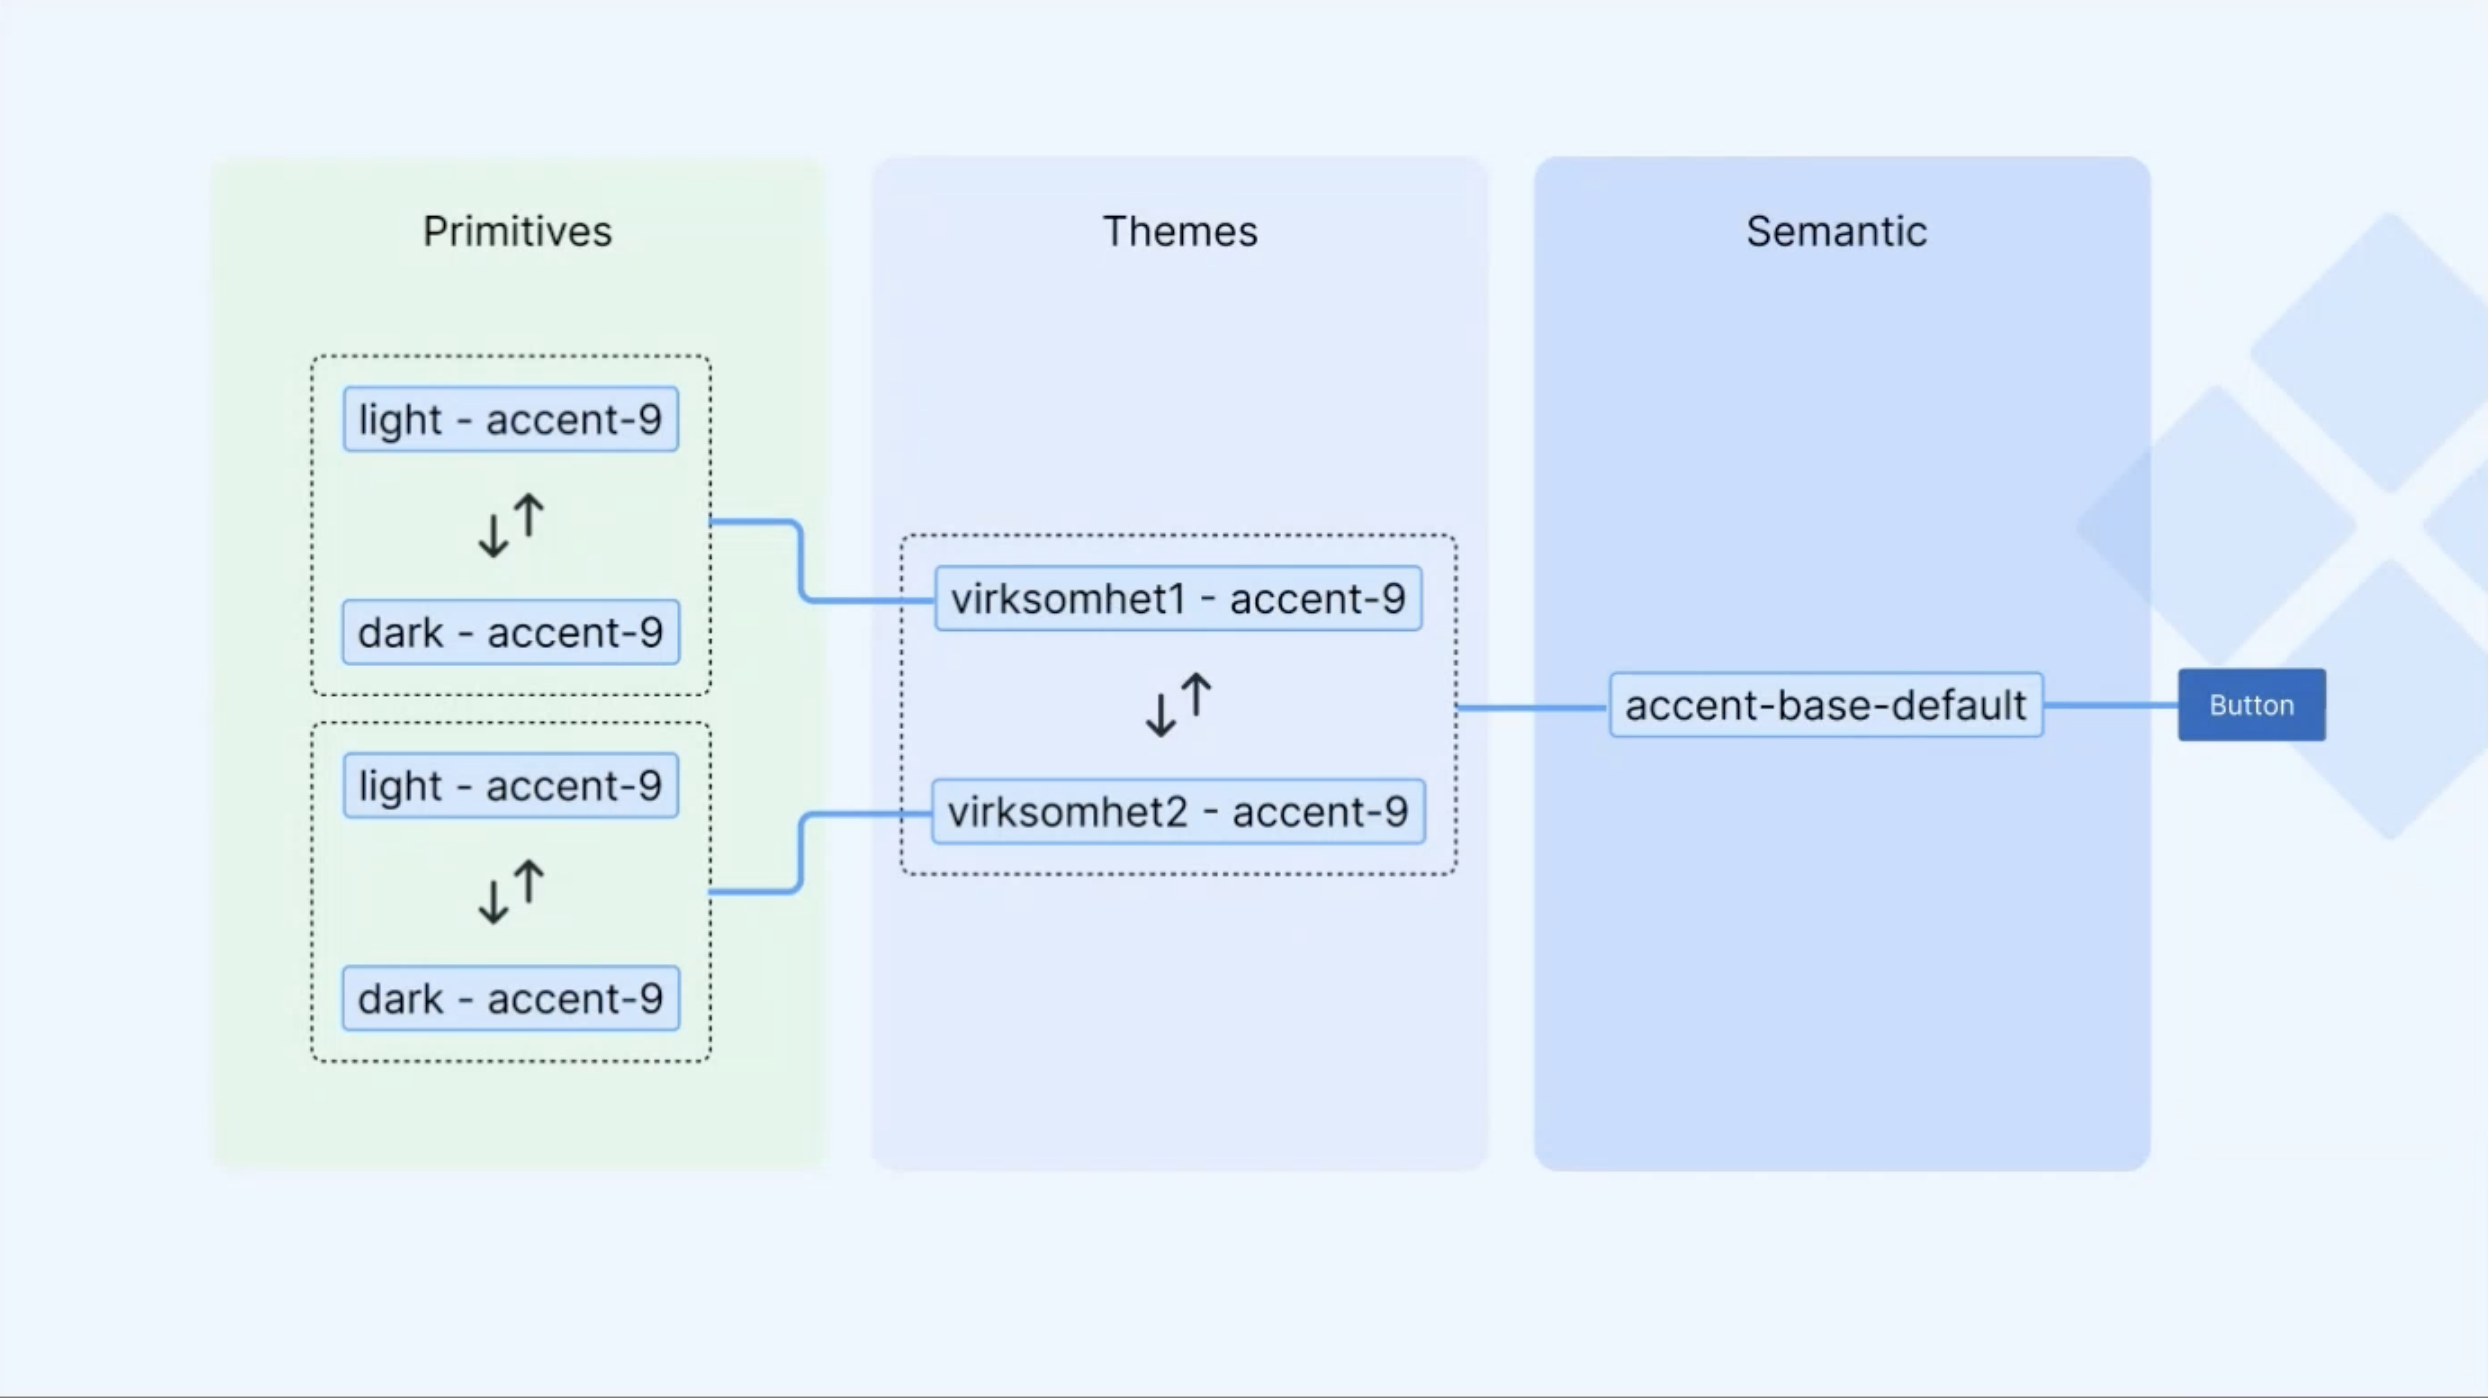 Primitives
light - accent-9
dark - accent-9
light - accent-9
dark - accent-9
Themes
virksomhet1 - accent-9
virksomhet2 - accent-9
Semantic
accent-base-default
Button